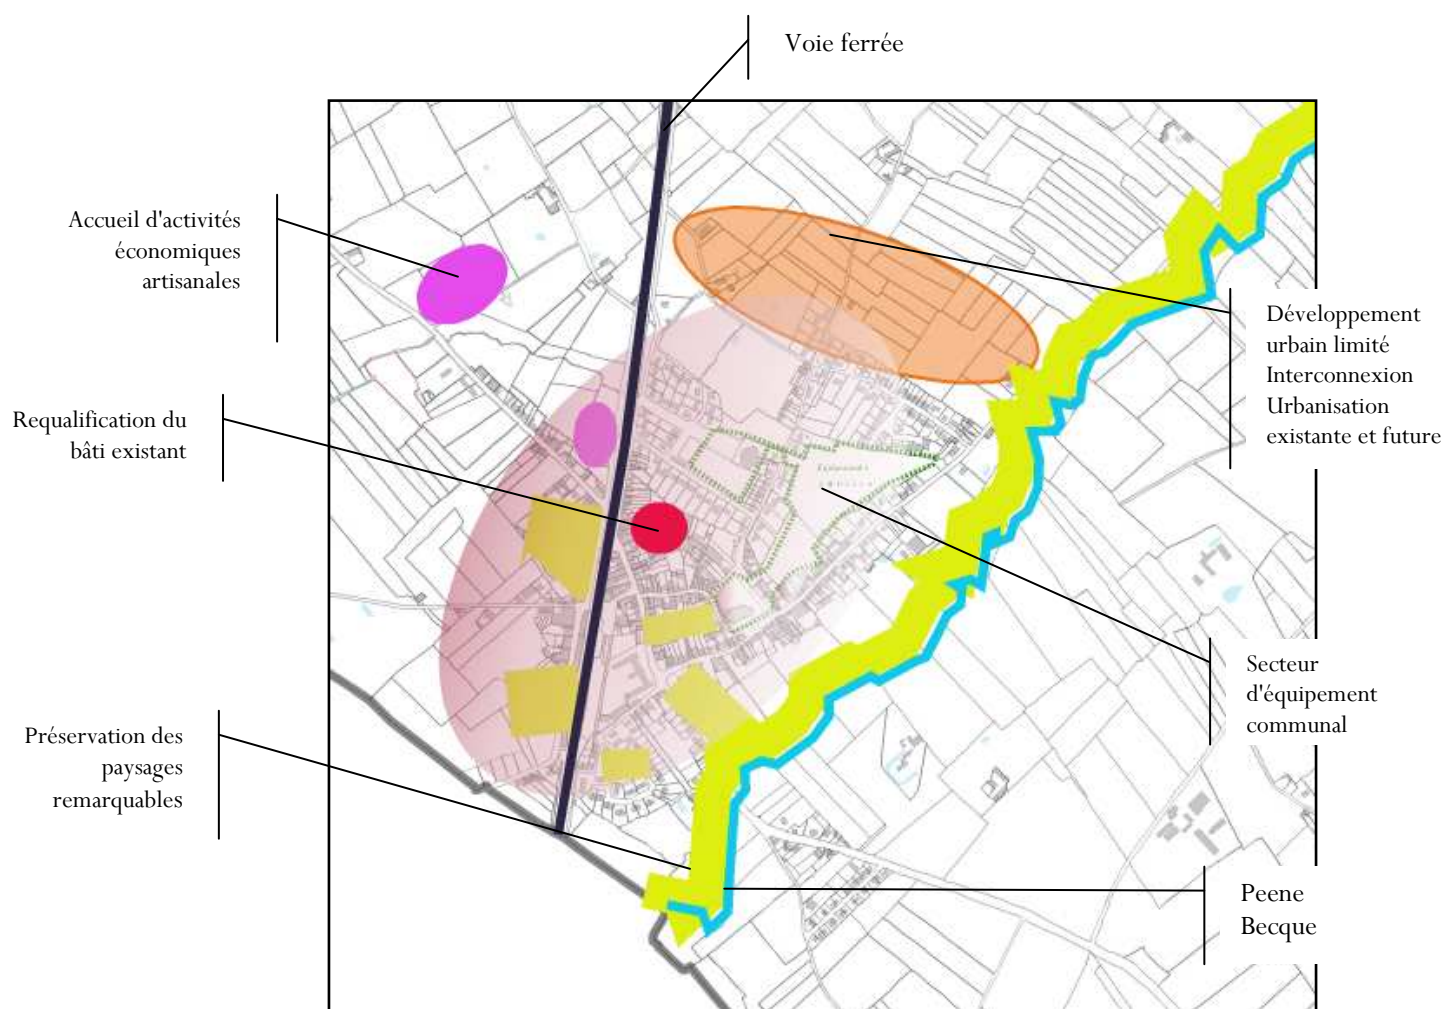 Voie ferrée
Accueil d'activités
économiques
artisanales
Développement
urbain limité
Interconnexion
Urbanisation
existante et future
Requalification du
bâti existant
Secteur
d'équipement
communal
Préservation des
paysages
remarquables
Peene
Becque